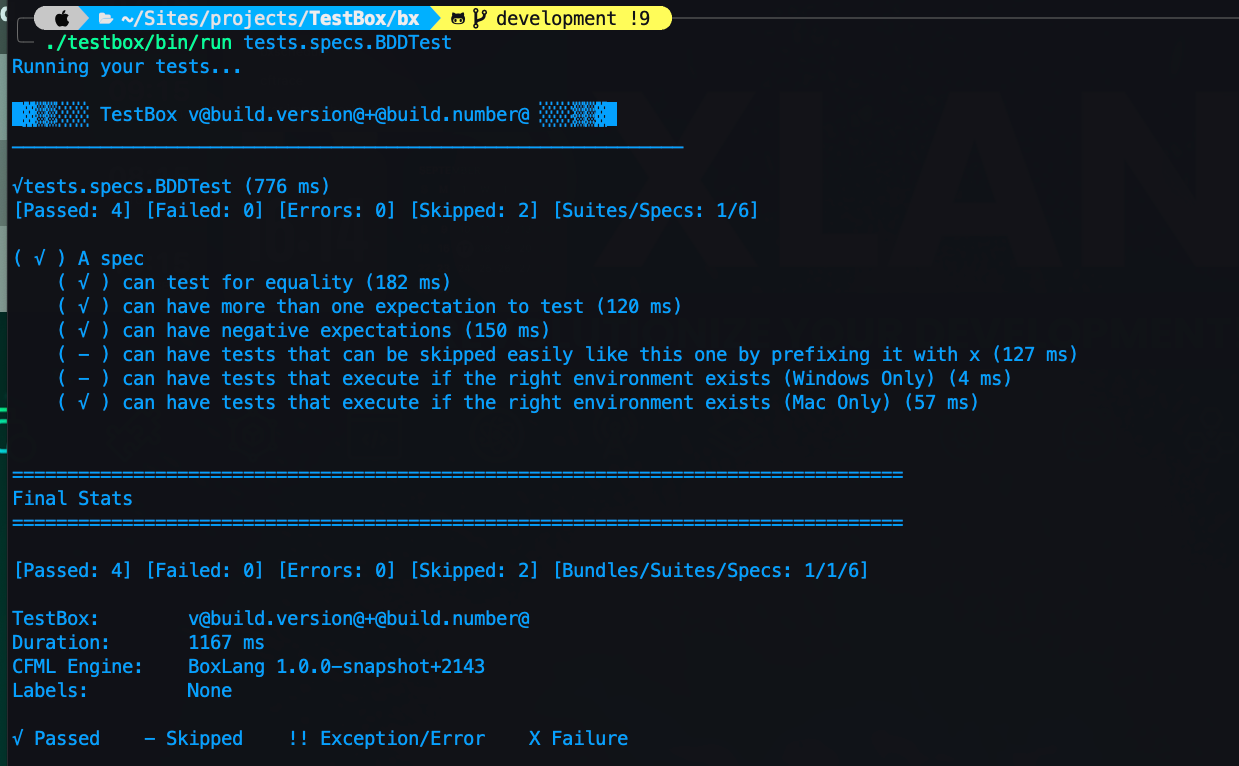 ~/Sites/projects/TestBox/bx development !9
./testbox/bin/run tests.specs.BDDTest
Running your tests...
█▓▒▒░░░ TestBox v@build.version@+@build.number@ ░░░▒▒▓█
√tests.specs.BDDTest (776 ms)
[Passed: 4] [Failed: 0] [Errors: 0] [Skipped: 2] [Suites/Specs: 1/6]
( √ ) A spec
( √ ) can test for equality (182 ms)
( √ ) can have more than one expectation to test (120 ms)
( √ ) can have negative expectations (150 ms)
( - ) can have tests that can be skipped easily like this one by prefixing it with x (127 ms)
( - ) can have tests that execute if the right environment exists (Windows Only) (4 ms)
( √ ) can have tests that execute if the right environment exists (Mac Only) (57 ms)
=================================================================================
Final Stats
=================================================================================
[Passed: 4] [Failed: 0] [Errors: 0] [Skipped: 2] [Bundles/Suites/Specs: 1/1/6]
TestBox: v@build.version@+@build.number@
Duration: 1167 ms
CFML Engine: BoxLang 1.0.0-snapshot+2143
Labels: None
√ Passed - Skipped !! Exception/Error X Failure